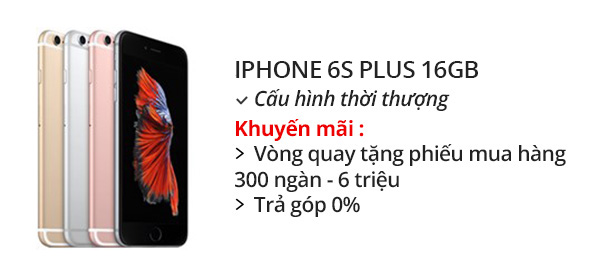 IPHONE 6S PLUS 16GB
✓ Cấu hình thời thượng
Khuyến mãi :
> Vòng quay tặng phiếu mua hàng
300 ngàn - 6 triệu
> Trả góp 0%